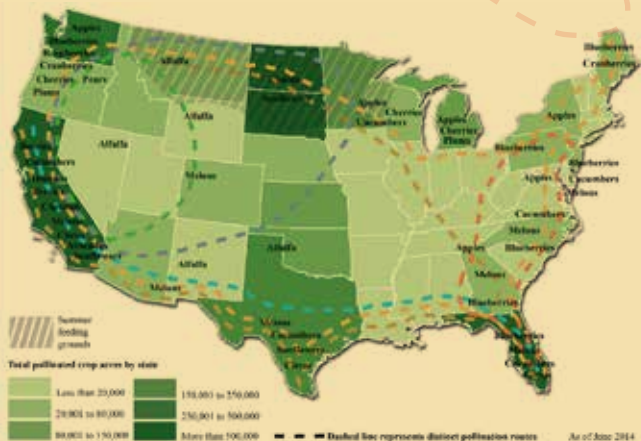 Apples
Blueberries
Cranberries
Cherries, Pears
Plums
Alfalfa
Alfalfa
Alfalfa
Melons
Alfalfa
Alfalfa
Melons
Apples
Cucumbers
Cherries
Apples
Cherries
Plums
Blueberries
Cranberries
Apples
Blueberries
Blueberries
Cucumbers
Melons
Apples
Cucumbers
Melons
Blueberries
Apples
Melons
Blueberries
Cucumbers
Melons
Cucumbers
Sunflower
Blueberries
Summer
feeding
grounds
Total pollinated crop acres by state
Less than 20,000
20,001 to 80,000
80,001 to 150,000
150,001 to 250,000
250,001 to 500,000
More than 500,000
Dashed line represents distinct pollination routes
As of June 2014